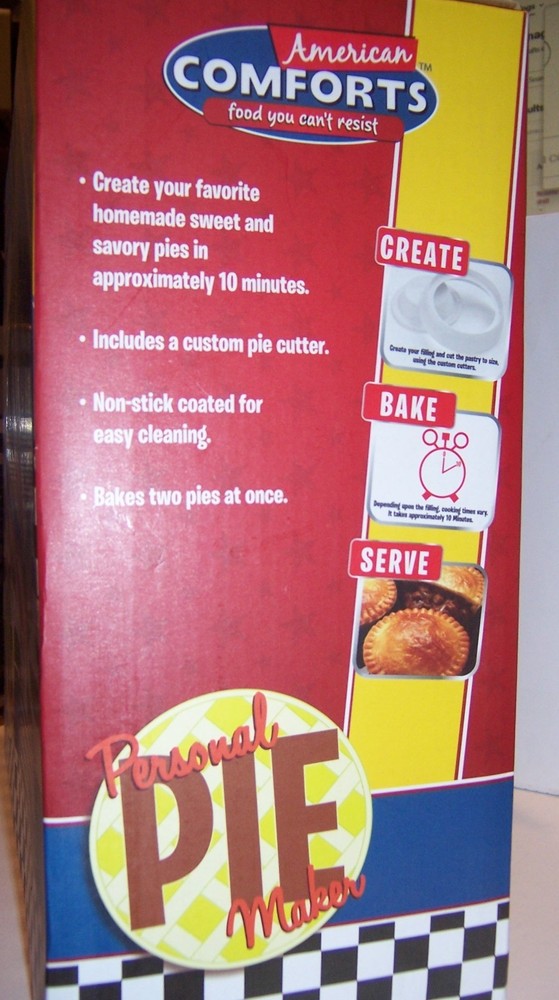 American
COMFORTS™
food you can't resist
• Create your favorite
homemade sweet and
savory pies in
approximately 10 minutes.
• Includes a custom pie cutter.
• Non-stick coated for
easy cleaning.
• Bakes two pies at once.
CREATE
Create your filling and cut the pastry to size,
using the custom cutters.
BAKE
Depending upon the filling, cooking times vary.
It takes approximately 10 Minutes.
SERVE
Personal
PIE
Maker